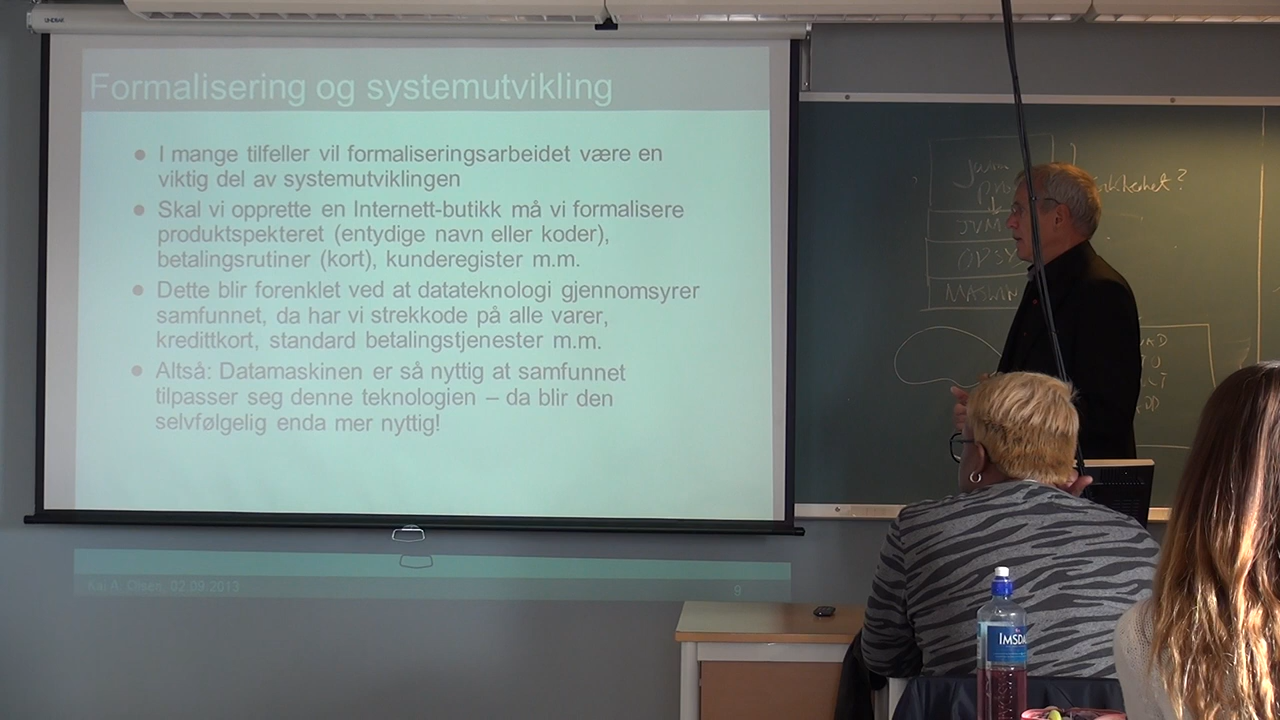 Formalisering og systemutvikling
● I mange tilfeller vil formaliseringsarbeidet være en
viktig del av systemutviklingen
● Skal vi opprette en Internett-butikk må vi formalisere
produktspekteret (entydige navn eller koder),
betalingsrutiner (kort), kunderegister m.m.
● Dette blir forenklet ved at datateknologi gjennomsyrer
samfunnet, da har vi strekkode på alle varer,
kredittkort, standard betalingstjenester m.m.
● Altså: Datamaskinen er så nyttig at samfunnet
tilpasser seg denne teknologien – da blir den
selvfølgelig enda mer nyttig!
Kai A. Olsen, 02.09.2013
9
JVM
IMSDA